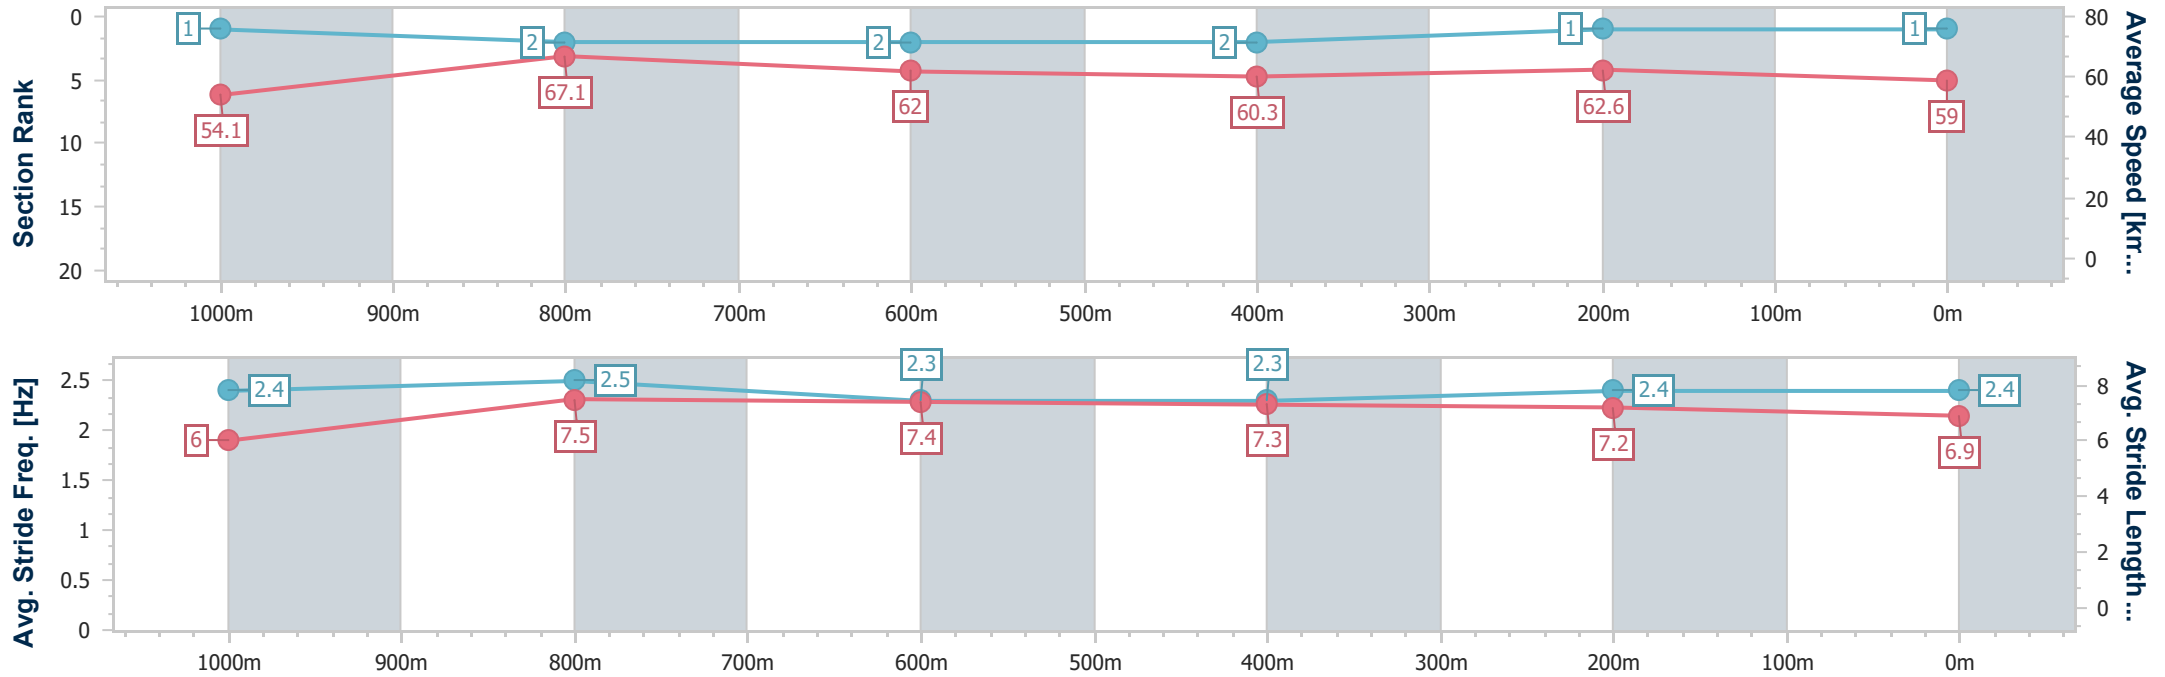 Section Rank
0
5
10
15
20
1
2
2
2
1
1
54.1
67.1
62
60.3
62.6
59
80
60
40
20
0
Average Speed [km...
1000m
900m
800m
700m
600m
500m
400m
300m
200m
100m
0m
Avg. Stride Freq. [Hz]
2.5
2
1.5
1
0.5
0
2.4
2.5
2.3
2.3
2.4
2.4
6
7.5
7.4
7.3
7.2
6.9
8
6
4
2
0
Avg. Stride Length...
1000m
900m
800m
700m
600m
500m
400m
300m
200m
100m
0m